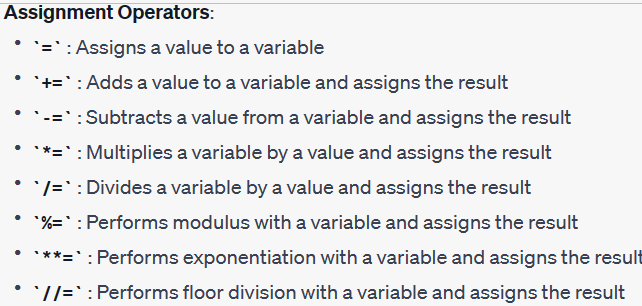 Assignment Operators:
• `=` : Assigns a value to a variable
• `+=` : Adds a value to a variable and assigns the result
• `-=` : Subtracts a value from a variable and assigns the result
• `*=` : Multiplies a variable by a value and assigns the result
• `/=` : Divides a variable by a value and assigns the result
• `%=` : Performs modulus with a variable and assigns the result
• `**=` : Performs exponentiation with a variable and assigns the result
• `//=` : Performs floor division with a variable and assigns the result